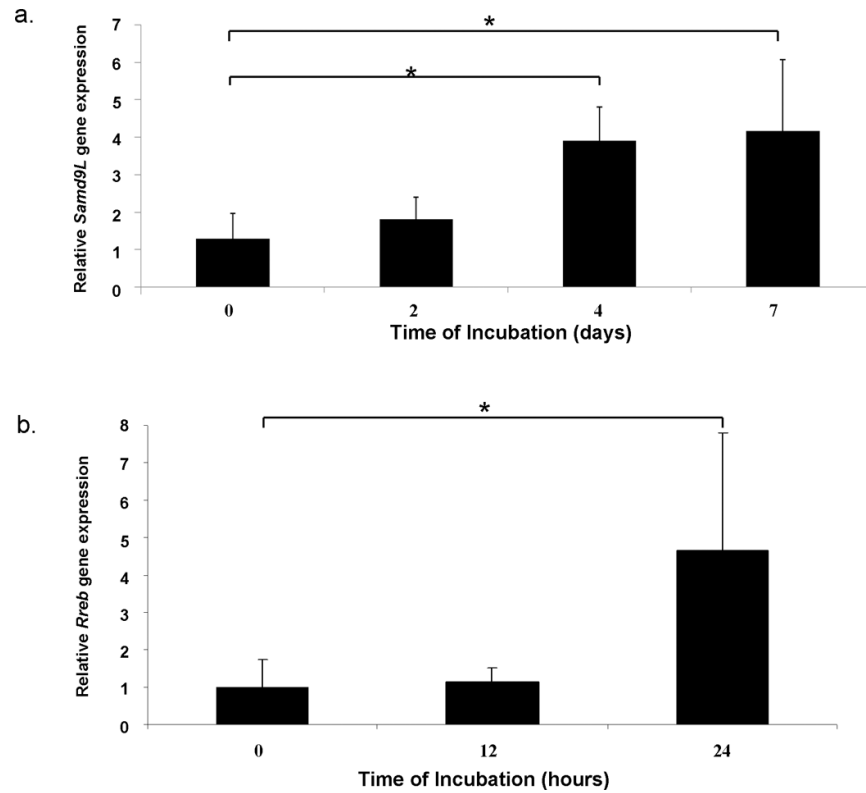 a.
Relative Samd9L gene expression
7
6
5
4
3
2
1
0
*
*
0 2 4 7
Time of Incubation (days)
b.
Relative Rreb gene expression
8
7
6
5
4
3
2
1
0
*
0 12 24
Time of Incubation (hours)